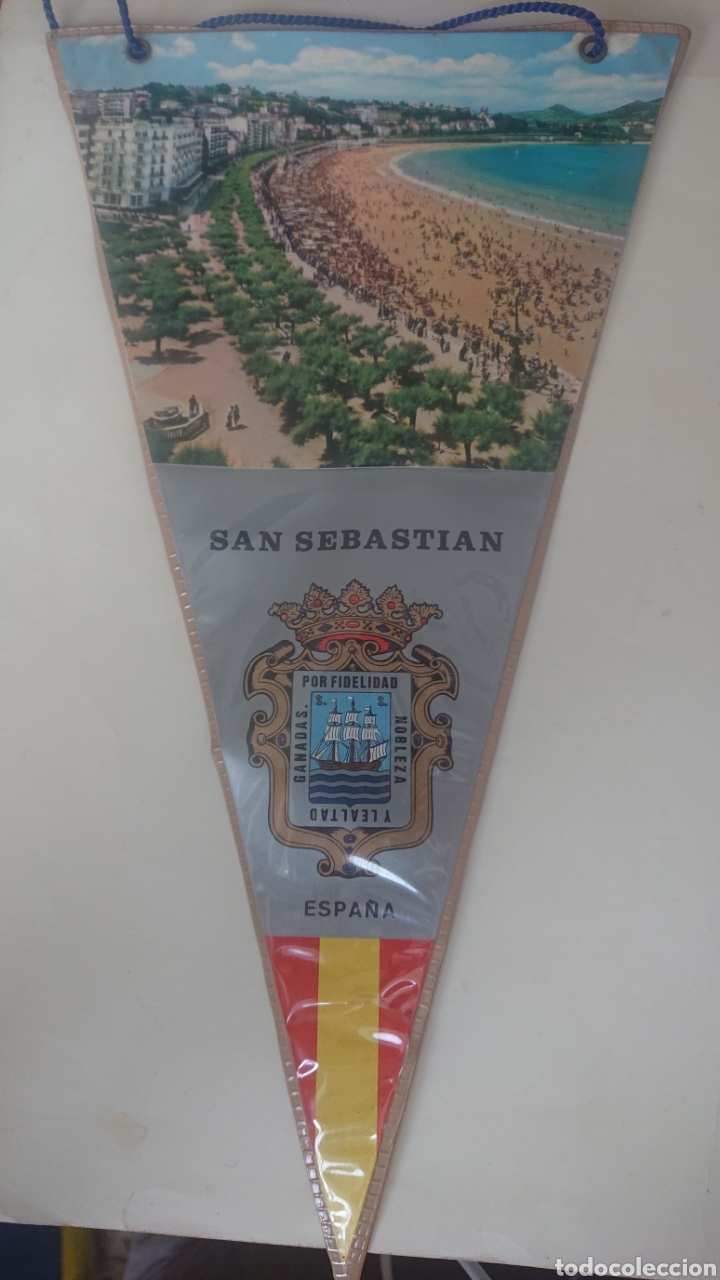 SAN SEBASTIAN
POR FIDELIDAD
NOBLEZA
Y LEALTAD
GANADAS.
S. S.
ESPAÑA
todocoleccion